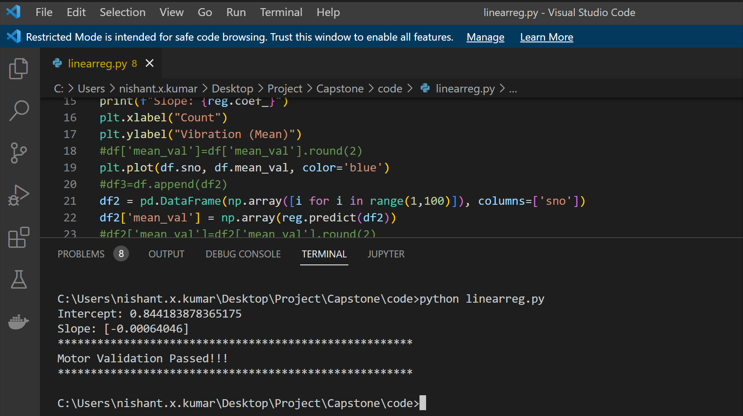 File Edit Selection View Go Run Terminal Help linearreg.py - Visual Studio Code
Restricted Mode is intended for safe code browsing. Trust this window to enable all features. Manage Learn More
linearreg.py 8
C: > Users > nishant.x.kumar > Desktop > Project > Capstone > code > linearreg.py > ...
15 print(f"Slope: {reg.coef_}")
16 plt.xlabel("Count")
17 plt.ylabel("Vibration (Mean)")
18 #df['mean_val']=df['mean_val'].round(2)
19 plt.plot(df.sno, df.mean_val, color='blue')
20 #df3=df.append(df2)
21 df2 = pd.DataFrame(np.array([i for i in range(1,100)]), columns=['sno'])
22 df2['mean_val'] = np.array(reg.predict(df2))
23 #df2['mean_val']=df2['mean_val'].round(2)
PROBLEMS 8 OUTPUT DEBUG CONSOLE TERMINAL JUPYTER
C:\Users\nishant.x.kumar\Desktop\Project\Capstone\code>python linearreg.py
Intercept: 0.844183878365175
Slope: [-0.00064046]
******************************************************
Motor Validation Passed!!!
******************************************************
C:\Users\nishant.x.kumar\Desktop\Project\Capstone\code>